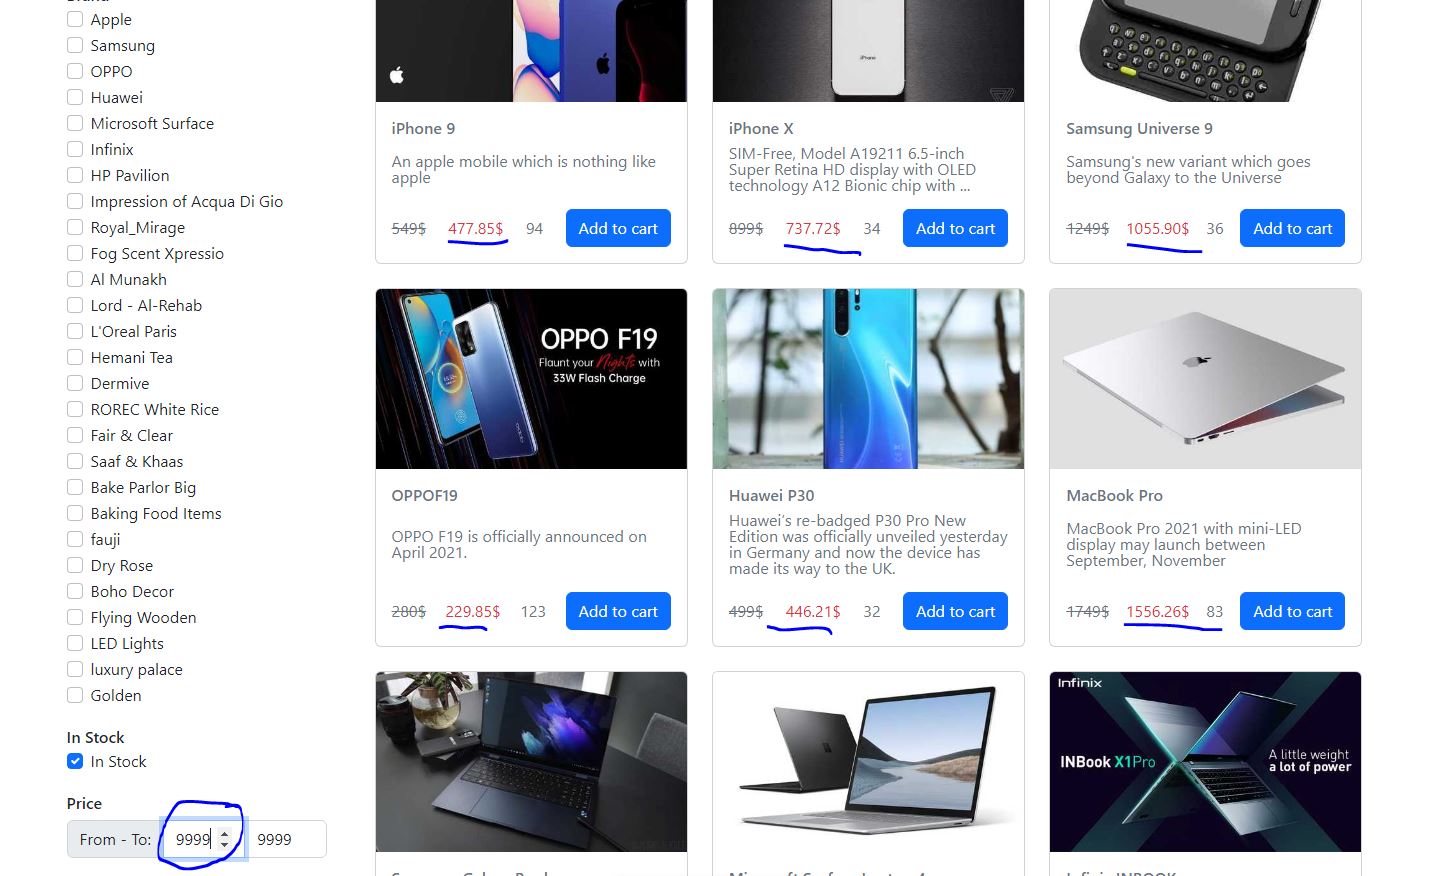 Apple
Samsung
OPPO
Huawei
Microsoft Surface
Infinix
HP Pavilion
Impression of Acqua Di Gio
Royal_Mirage
Fog Scent Xpressio
Al Munakh
Lord - Al-Rehab
L'Oreal Paris
Hemani Tea
Dermive
ROREC White Rice
Fair & Clear
Saaf & Khaas
Bake Parlor Big
Baking Food Items
fauji
Dry Rose
Boho Decor
Flying Wooden
LED Lights
luxury palace
Golden
In Stock
In Stock
Price
From - To: 9999 9999
iPhone 9
An apple mobile which is nothing like
apple
549$ 477.85$ 94 Add to cart
iPhone
iPhone X
SIM-Free, Model A19211 6.5-inch
Super Retina HD display with OLED
technology A12 Bionic chip with ...
899$ 737.72$ 34 Add to cart
Samsung Universe 9
Samsung's new variant which goes
beyond Galaxy to the Universe
1249$ 1055.90$ 36 Add to cart
OPPO F19
Flaunt your Nights with
33W Flash Charge
OPPOF19
OPPO F19 is officially announced on
April 2021.
280$ 229.85$ 123 Add to cart
Huawei P30
Huawei's re-badged P30 Pro New
Edition was officially unveiled yesterday
in Germany and now the device has
made its way to the UK.
499$ 446.21$ 32 Add to cart
MacBook Pro
MacBook Pro 2021 with mini-LED
display may launch between
September, November
1749$ 1556.26$ 83 Add to cart
Infinix
INBook X1Pro
A little weight
a lot of power